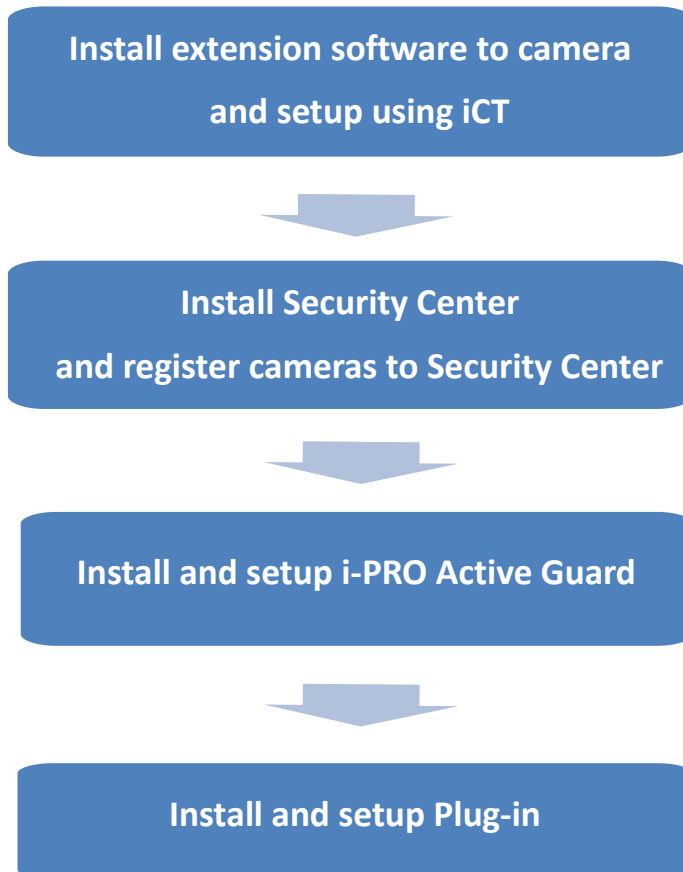 Install extension software to camera
and setup using iCT
Install Security Center
and register cameras to Security Center
Install and setup i-PRO Active Guard
Install and setup Plug-in